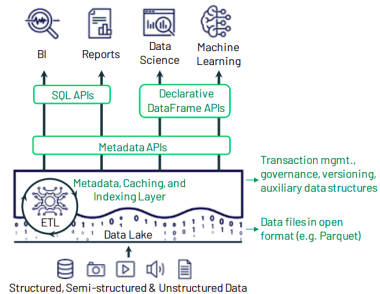 BI
Reports
Data
Science
Machine
Learning
SQL APIs
Declarative
DataFrame APIs
Metadata APIs
Metadata, Caching, and
Indexing Layer
ETL
Data Lake
Transaction mgmt.,
governance, versioning,
auxiliary data structures
Data files in open
format (e.g. Parquet)
Structured, Semi-structured & Unstructured Data